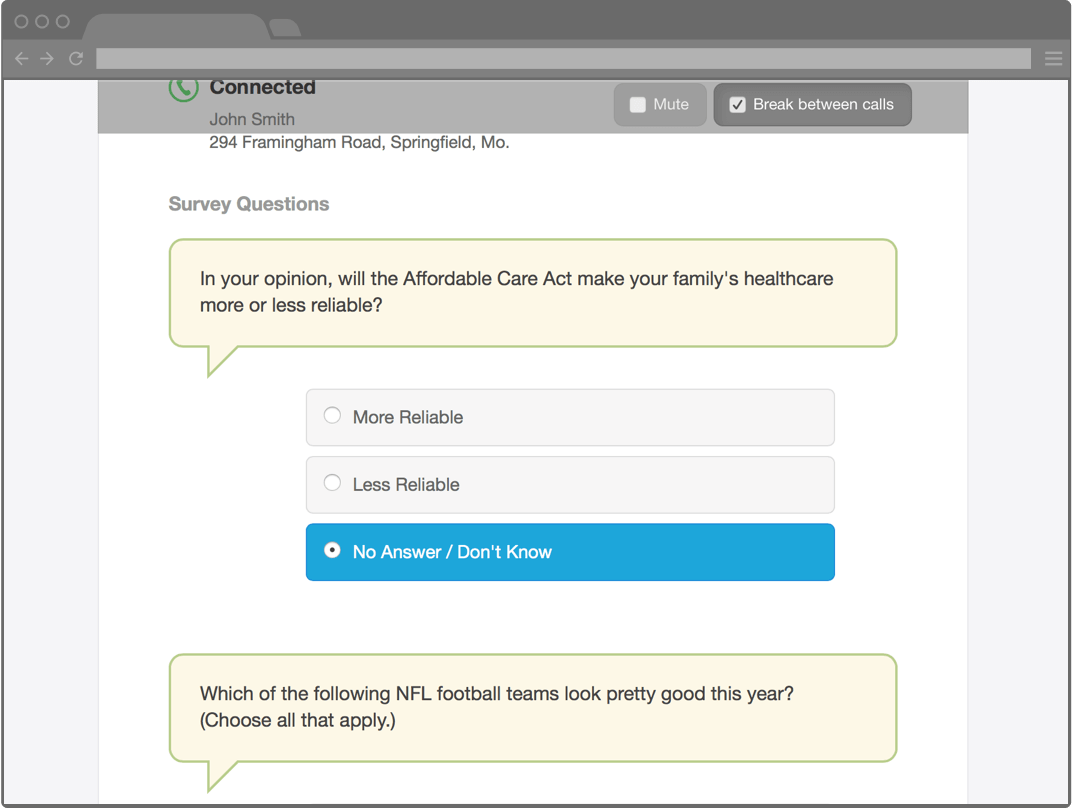 Connected
John Smith
294 Framingham Road, Springfield, Mo.
Mute
Break between calls
Survey Questions
In your opinion, will the Affordable Care Act make your family's healthcare
more or less reliable?
More Reliable
Less Reliable
No Answer / Don't Know
Which of the following NFL football teams look pretty good this year?
(Choose all that apply.)